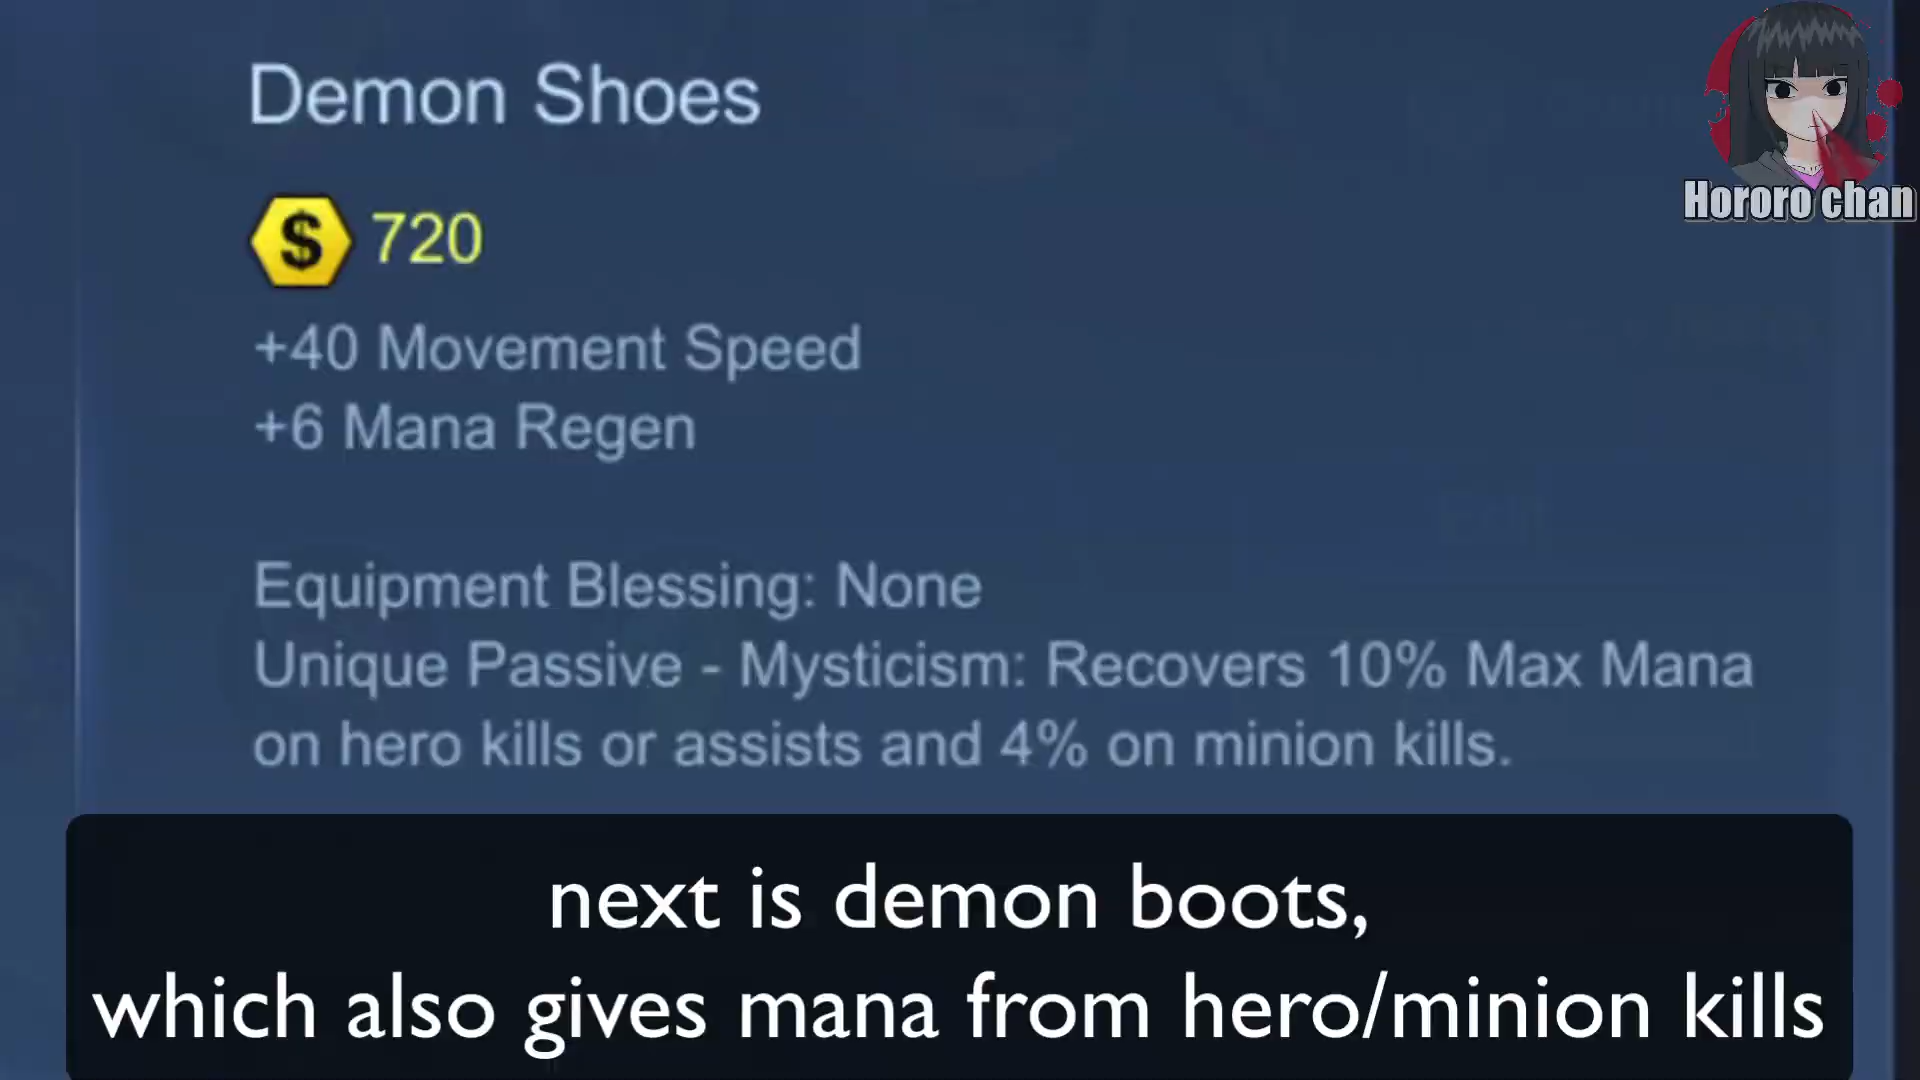 Demon Shoes
Hororo chan
$ 720
+40 Movement Speed
+6 Mana Regen
Equipment Blessing: None
Unique Passive - Mysticism: Recovers 10% Max Mana
on hero kills or assists and 4% on minion kills.
next is demon boots,
which also gives mana from hero/minion kills